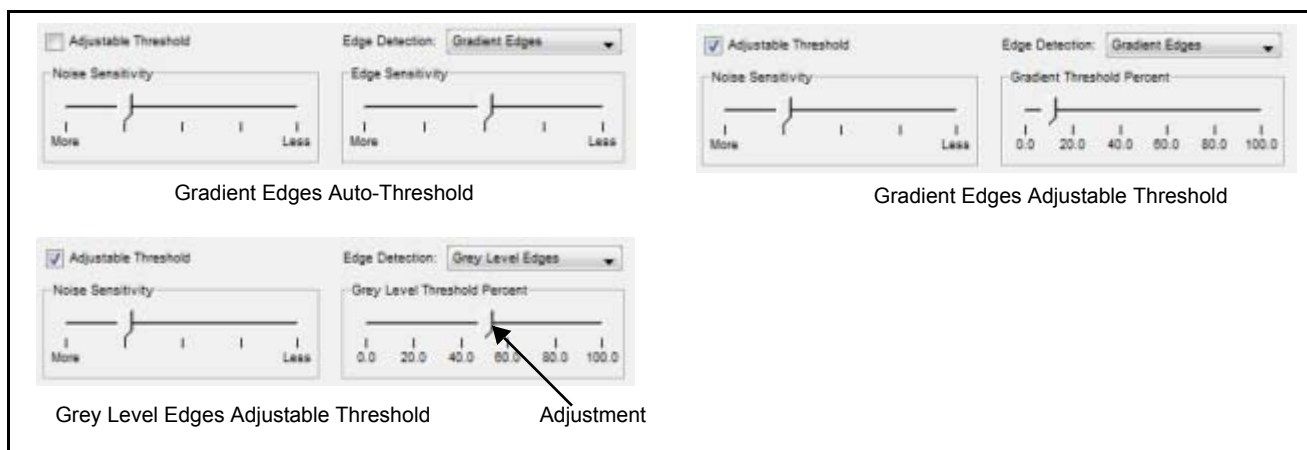 Adjustable Threshold
Edge Detection: Gradient Edges
Noise Sensitivity
More
Less
Edge Sensitivity
More
Less
Gradient Edges Auto-Threshold
Adjustable Threshold
Edge Detection: Gradient Edges
Noise Sensitivity
More
Less
Gradient Threshold Percent
0.0 20.0 40.0 60.0 80.0 100.0
Gradient Edges Adjustable Threshold
Adjustable Threshold
Edge Detection: Grey Level Edges
Noise Sensitivity
More
Less
Grey Level Threshold Percent
0.0 20.0 40.0 60.0 80.0 100.0
Grey Level Edges Adjustable Threshold
Adjustment